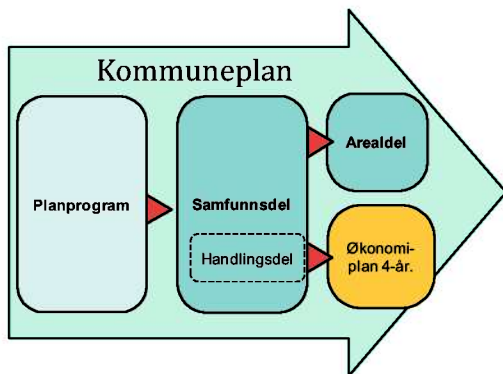 Kommuneplan
Planprogram
Samfunnsdel
Handlingsdel
Arealdel
Økonomi-
plan 4-år.